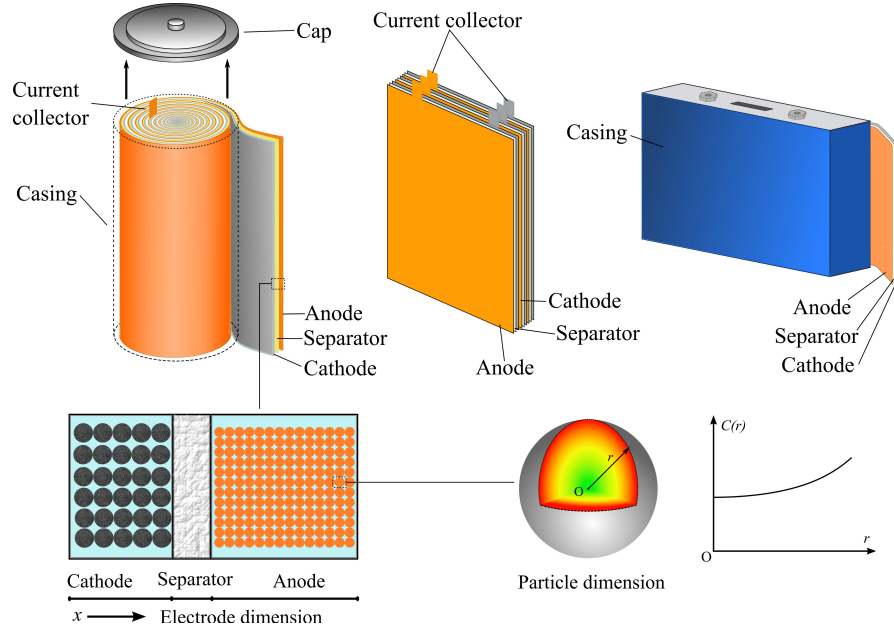 Cap
Current
collector
Casing
Anode
Separator
Cathode
Current collector
Cathode
Separator
Anode
Casing
Anode
Separator
Cathode
Cathode
Separator
Anode
x
Electrode dimension
r
O
Particle dimension
C(r)
O
r